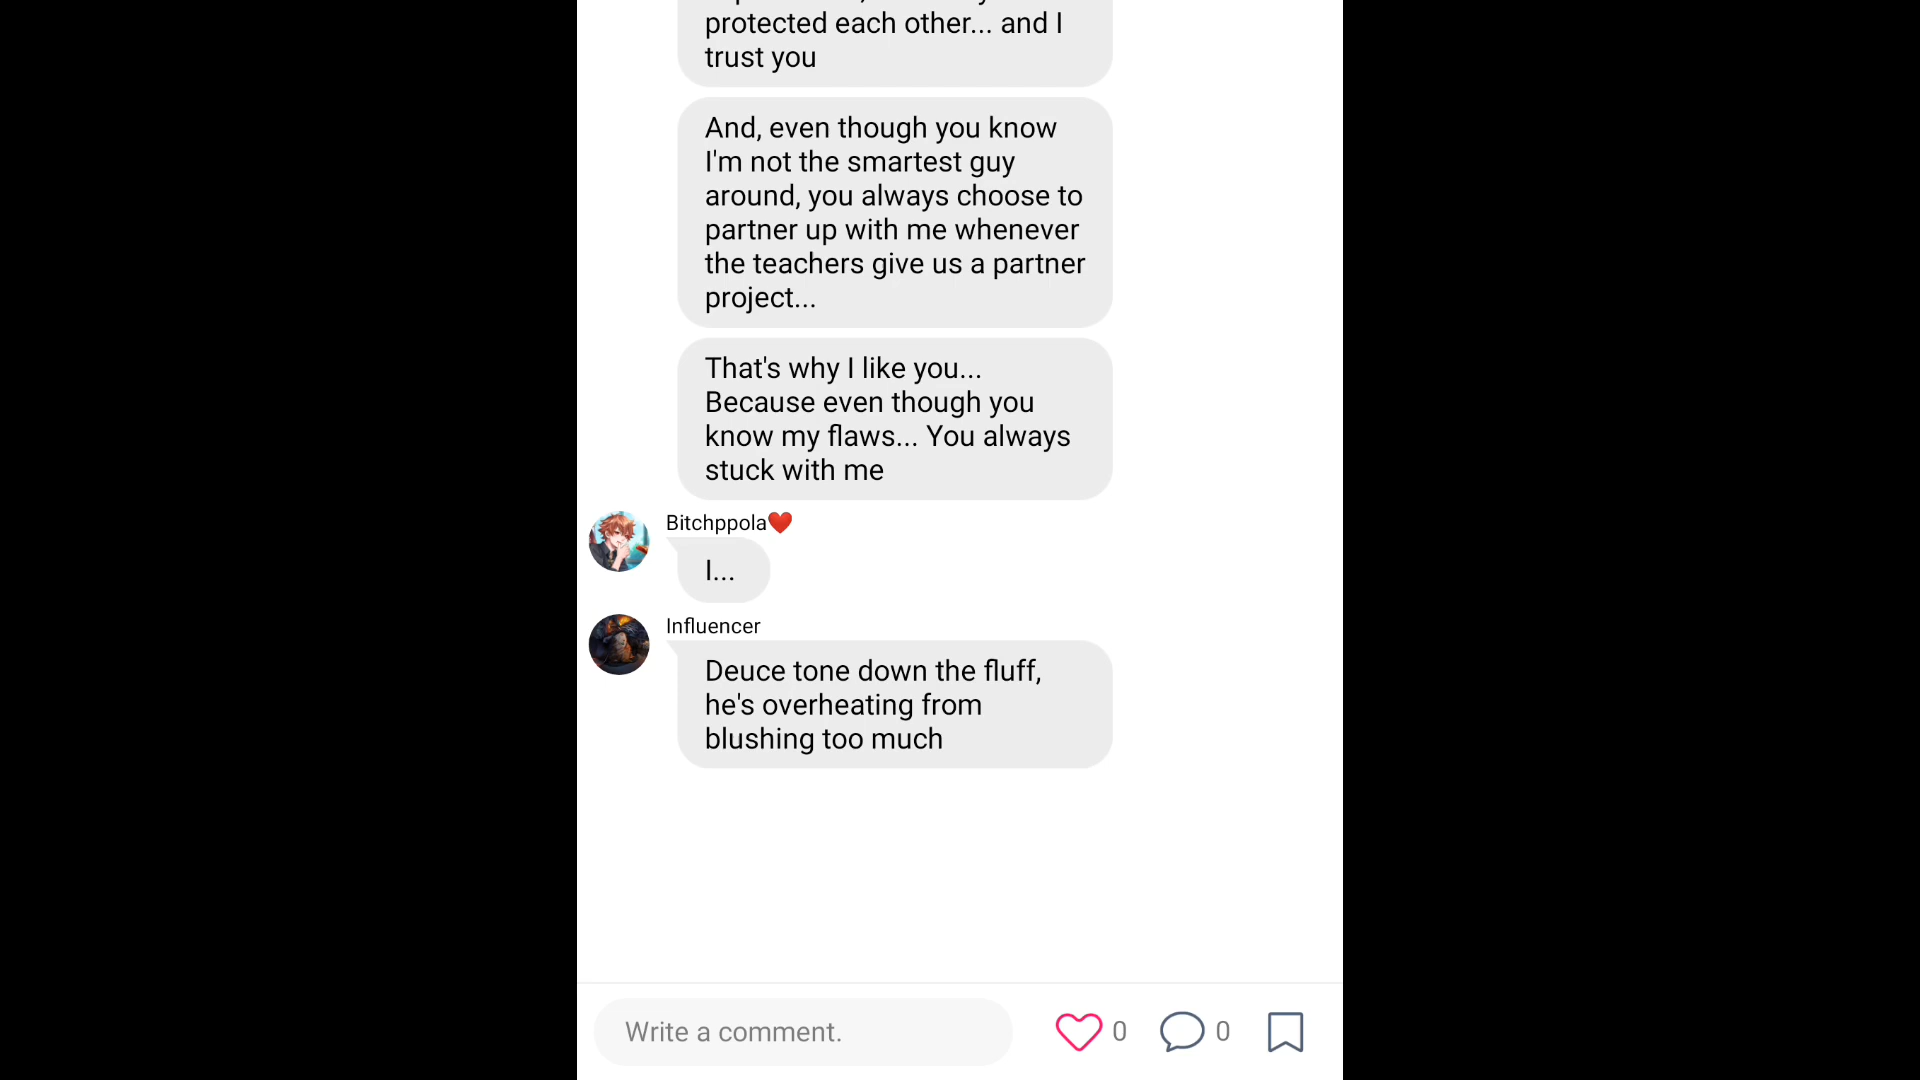 protected each other... and I
trust you
And, even though you know
I'm not the smartest guy
around, you always choose to
partner up with me whenever
the teachers give us a partner
project...
That's why I like you...
Because even though you
know my flaws... You always
stuck with me
Bitchppola❤️
I...
Influencer
Deuce tone down the fluff,
he's overheating from
blushing too much
Write a comment.
0
0